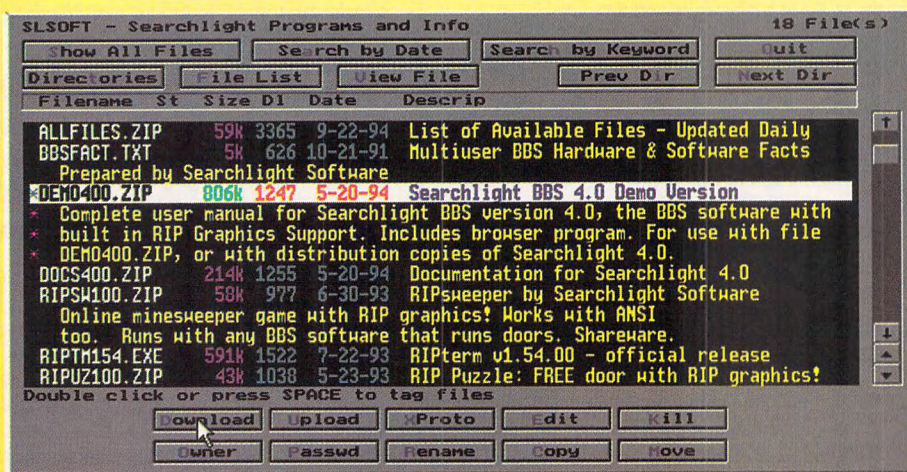 SLSOFT - Searchlight Programs and Info 18 File(s)
Show All Files Search by Date Search by Keyword Quit
Directories File List View File Prev Dir Next Dir
Filename St Size Dl Date Descrip
ALLFILES.ZIP 59k 3365 9-22-94 List of Available Files - Updated Daily
BBSFACT.TXT 5k 626 10-21-91 Multiuser BBS Hardware & Software Facts
Prepared by Searchlight Software
*DEMO400.ZIP 806k 1247 5-20-94 Searchlight BBS 4.0 Demo Version
* Complete user manual for Searchlight BBS version 4.0, the BBS software with
* built in RIP Graphics Support. Includes browser program. For use with file
* DEMO400.ZIP, or with distribution copies of Searchlight 4.0.
DOCS400.ZIP 214k 1255 5-20-94 Documentation for Searchlight 4.0
RIPSW100.ZIP 58k 977 6-30-93 RIPsweeper by Searchlight Software
Online minesweeper game with RIP graphics! Works with ANSI
too. Runs with any BBS software that runs doors. Shareware.
RIPTM154.EXE 591k 1522 7-22-93 RIPterm v1.54.00 - official release
RIPUZ100.ZIP 43k 1038 5-23-93 RIP Puzzle: FREE door with RIP graphics!
Double click or press SPACE to tag files
Download Upload XProto Edit Kill
Owner Passwd Rename Copy Move